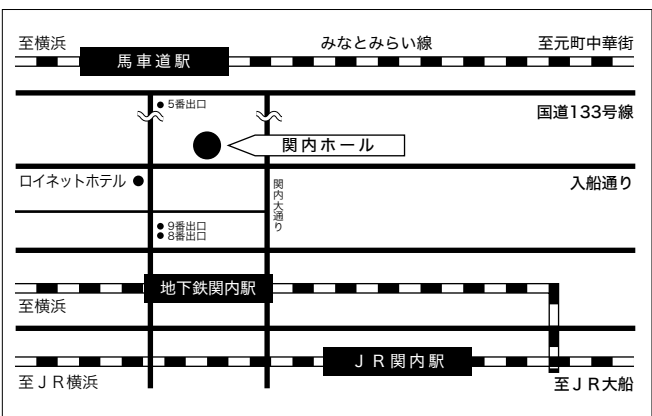 至横浜
みなとみらい線
至元町中華街
馬車道駅
5番出口
国道133号線
関内ホール
ロイネットホテル
関内大通り
入船通り
9番出口
8番出口
地下鉄関内駅
至横浜
JR関内駅
至JR横浜
至JR大船